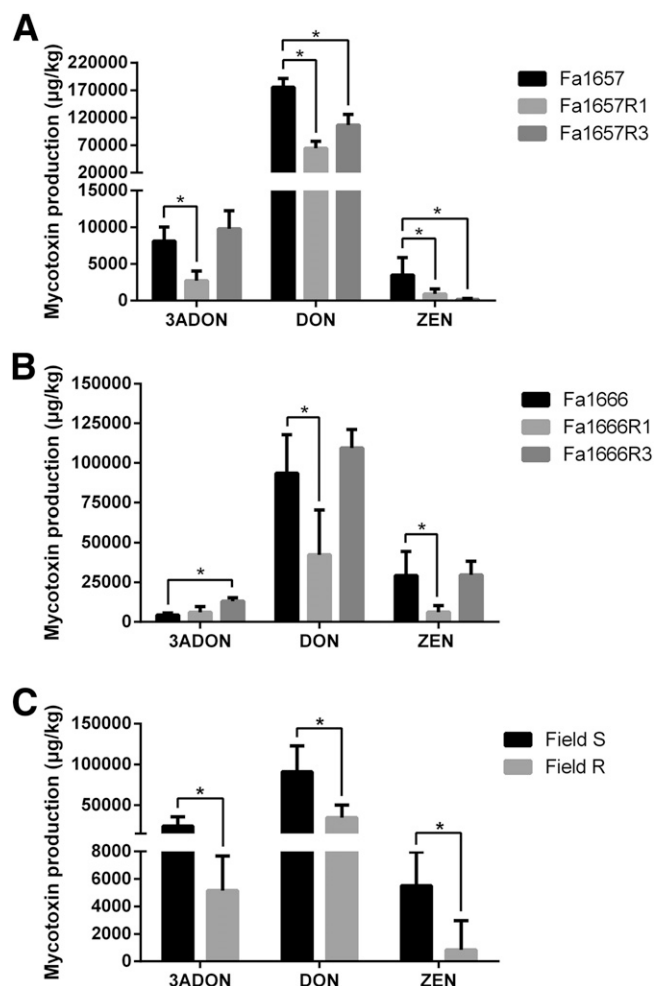 A
Mycotoxin production (µg/kg)
220000
170000
120000
70000
20000
15000
10000
5000
0
*
*
*
*
*
3ADON
DON
ZEN
Fa1657
Fa1657R1
Fa1657R3
B
Mycotoxin production (µg/kg)
150000
125000
100000
75000
50000
25000
0
*
*
*
3ADON
DON
ZEN
Fa1666
Fa1666R1
Fa1666R3
C
Mycotoxin production (µg/kg)
150000
100000
50000
8000
6000
4000
2000
0
*
*
*
3ADON
DON
ZEN
Field S
Field R